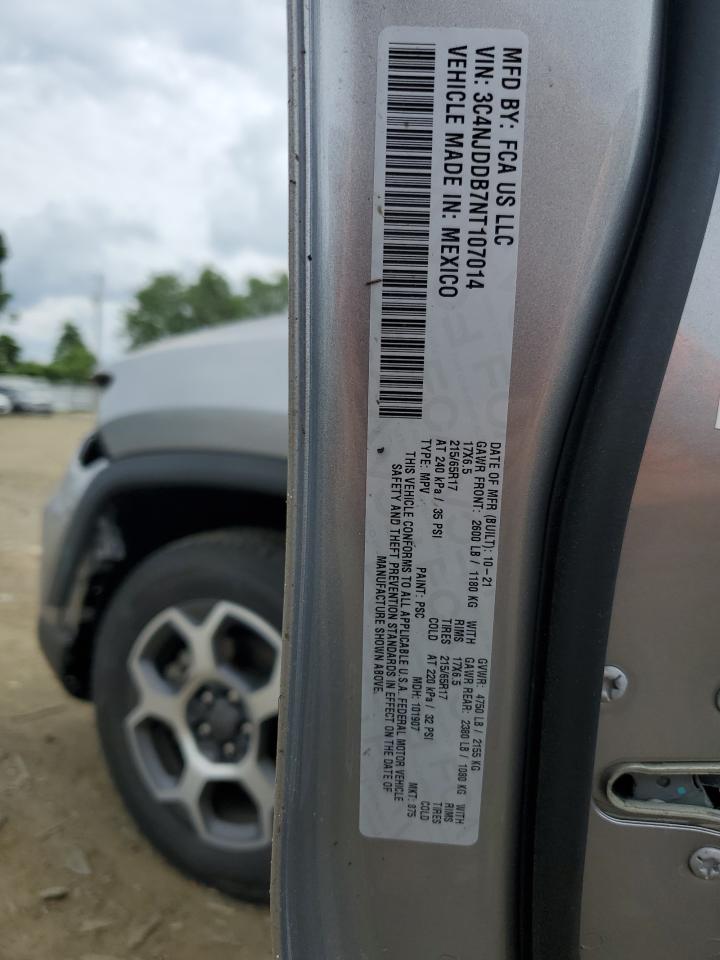 MFD BY: FCA US LLC
VIN: 3C4NJDDB7NT107014
VEHICLE MADE IN: MEXICO
DATE OF MFR (BUILT): 10-21 GVWR: 4750 LB / 2155 KG
GAWR FRONT: 2600 LB / 1180 KG WITH GAWR REAR: 2380 LB / 1080 KG WITH
17X6.5 RIMS 17X6.5 RIMS
215/65R17 TIRES 215/65R17 TIRES
AT 240 kPa / 35 PSI COLD AT 220 kPa / 32 PSI COLD
TYPE: MPV PAINT: PSC MDH: 101907 MKT: 875
THIS VEHICLE CONFORMS TO ALL APPLICABLE U.S.A. FEDERAL MOTOR VEHICLE
SAFETY AND THEFT PREVENTION STANDARDS IN EFFECT ON THE DATE OF
MANUFACTURE SHOWN ABOVE.